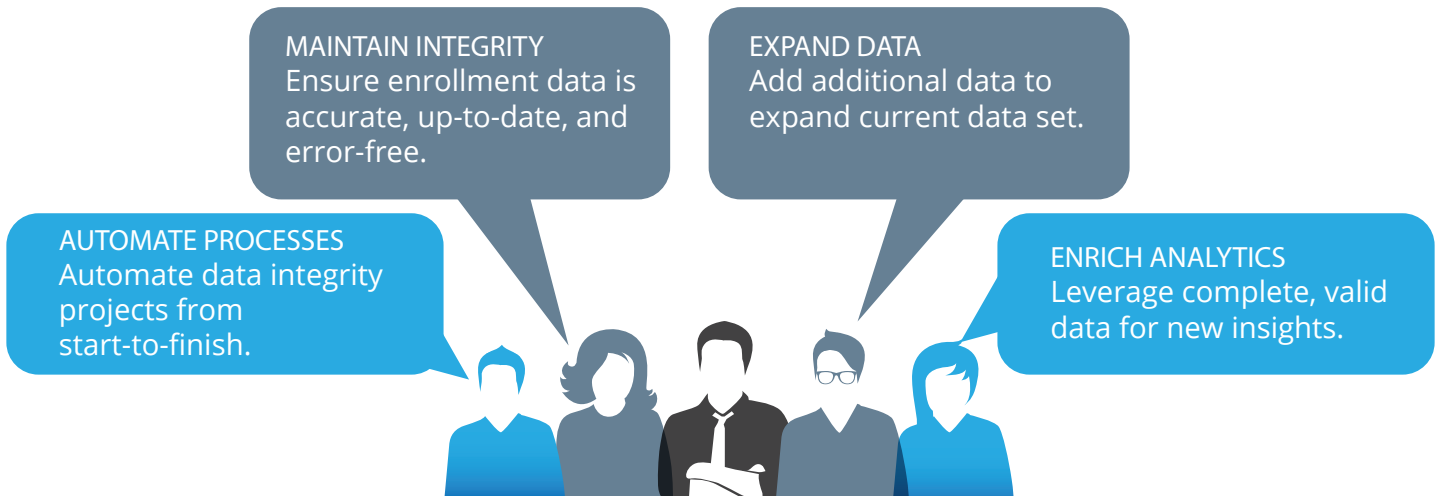 MAINTAIN INTEGRITY
Ensure enrollment data is
accurate, up-to-date, and
error-free.
EXPAND DATA
Add additional data to
expand current data set.
AUTOMATE PROCESSES
Automate data integrity
projects from
start-to-finish.
ENRICH ANALYTICS
Leverage complete, valid
data for new insights.